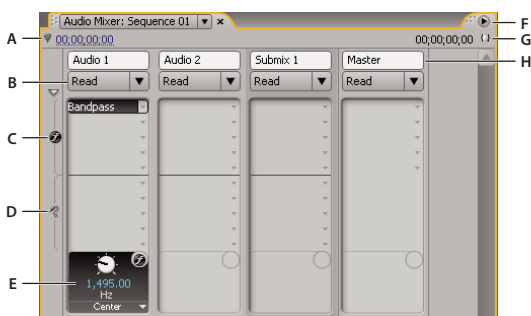 Audio Mixer: Sequence 01
F
A
00;00;00;00
00;00;00;00
G
Audio 1
Audio 2
Submix 1
Master
H
B
Read
Read
Read
Read
Bandpass
C
D
E
1,495.00
Hz
Center